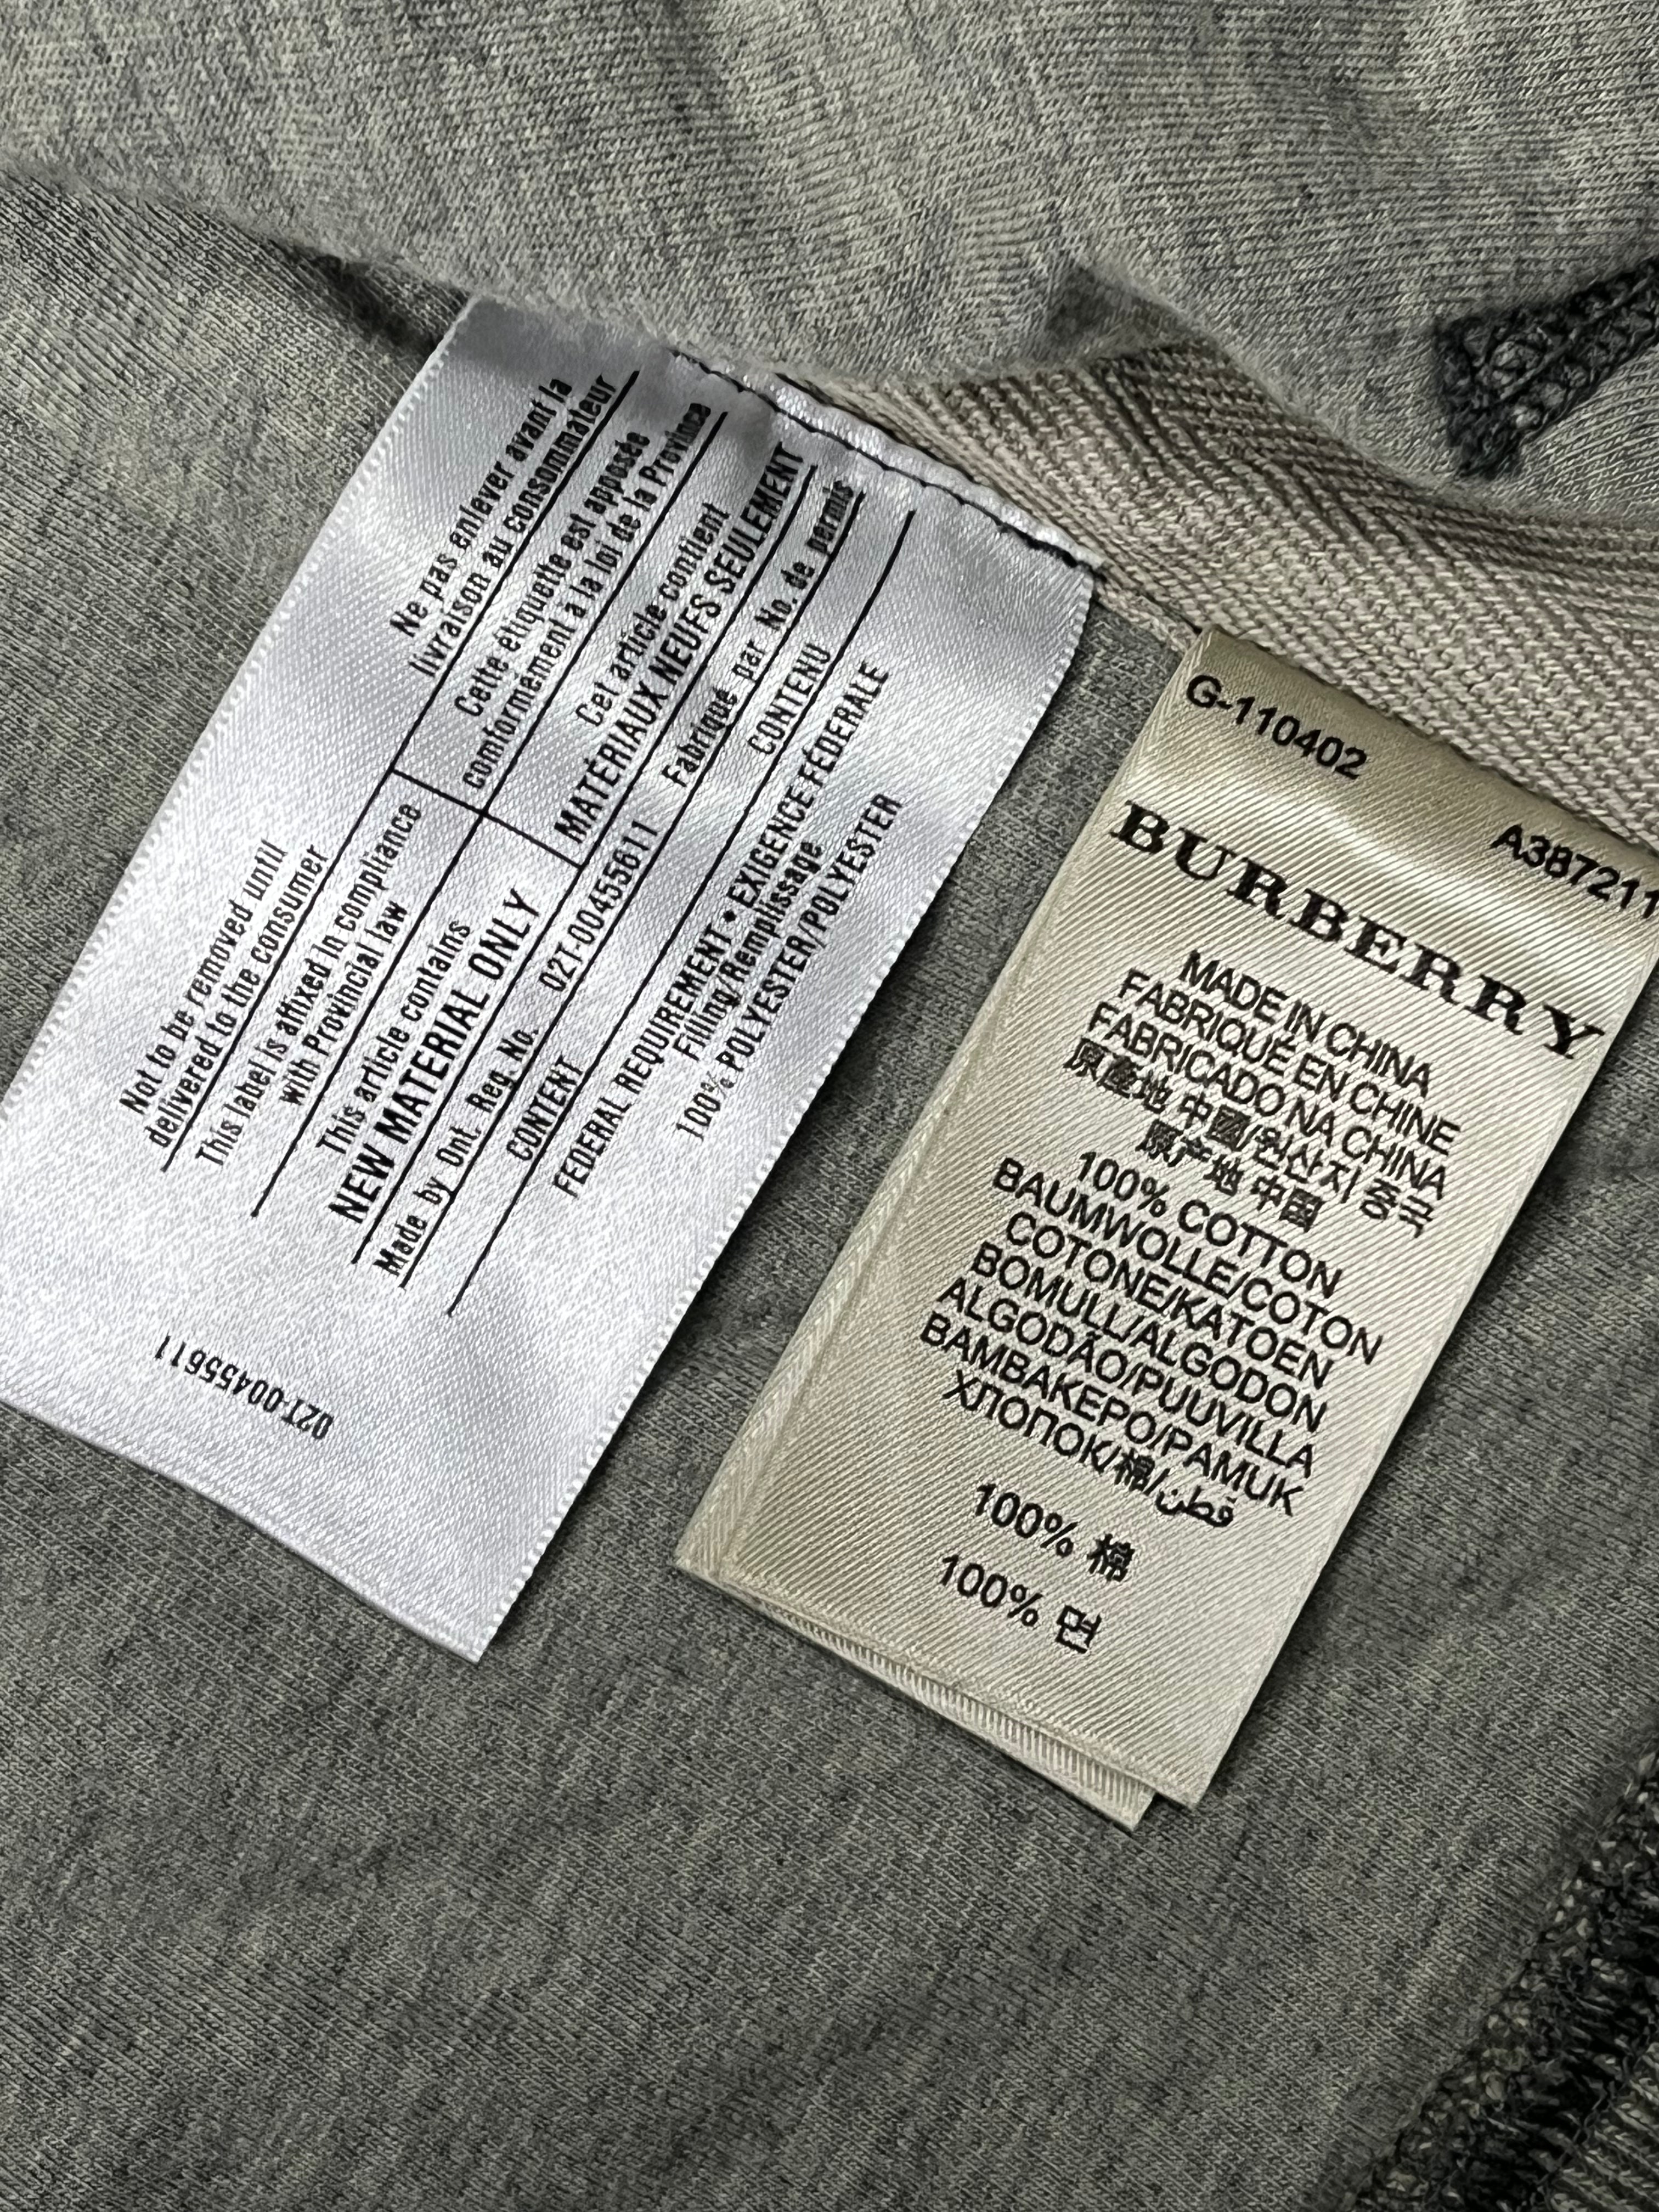 Ne pas enlever avant la
livraison au consommateur
Cette étiquette est apposée
comformement à la loi de la Province
Cet article contient
MATÉRIAUX NEUFS SEULEMENT
Fabriqué par No. de permis
CONTENU
Not to be removed until
delivered to the consumer
This label is affixed in compliance
with Provincial law
This article contains
NEW MATERIAL ONLY
Made by Ont. Reg. No. 02T-00455611
CONTENT
FEDERAL REQUIREMENT • EXIGENCE FÉDERALE
Filling/Remplissage
100% POLYESTER/POLYESTER
02T-00455611
G-110402
A387211
BURBERRY
MADE IN CHINA
FABRIQUÉ EN CHINE
FABRICADO NA CHINA
原產地 中國/원산지 중국
原产地 中国
100% COTTON
BAUMWOLLE/COTON
COTONE/KATOEN
BOMULL/ALGODON
ALGODÃO/PUUVILLA
BAMBAKEPO/PAMUK
ХЛОПОК/棉/قطن
100% 棉
100% 면